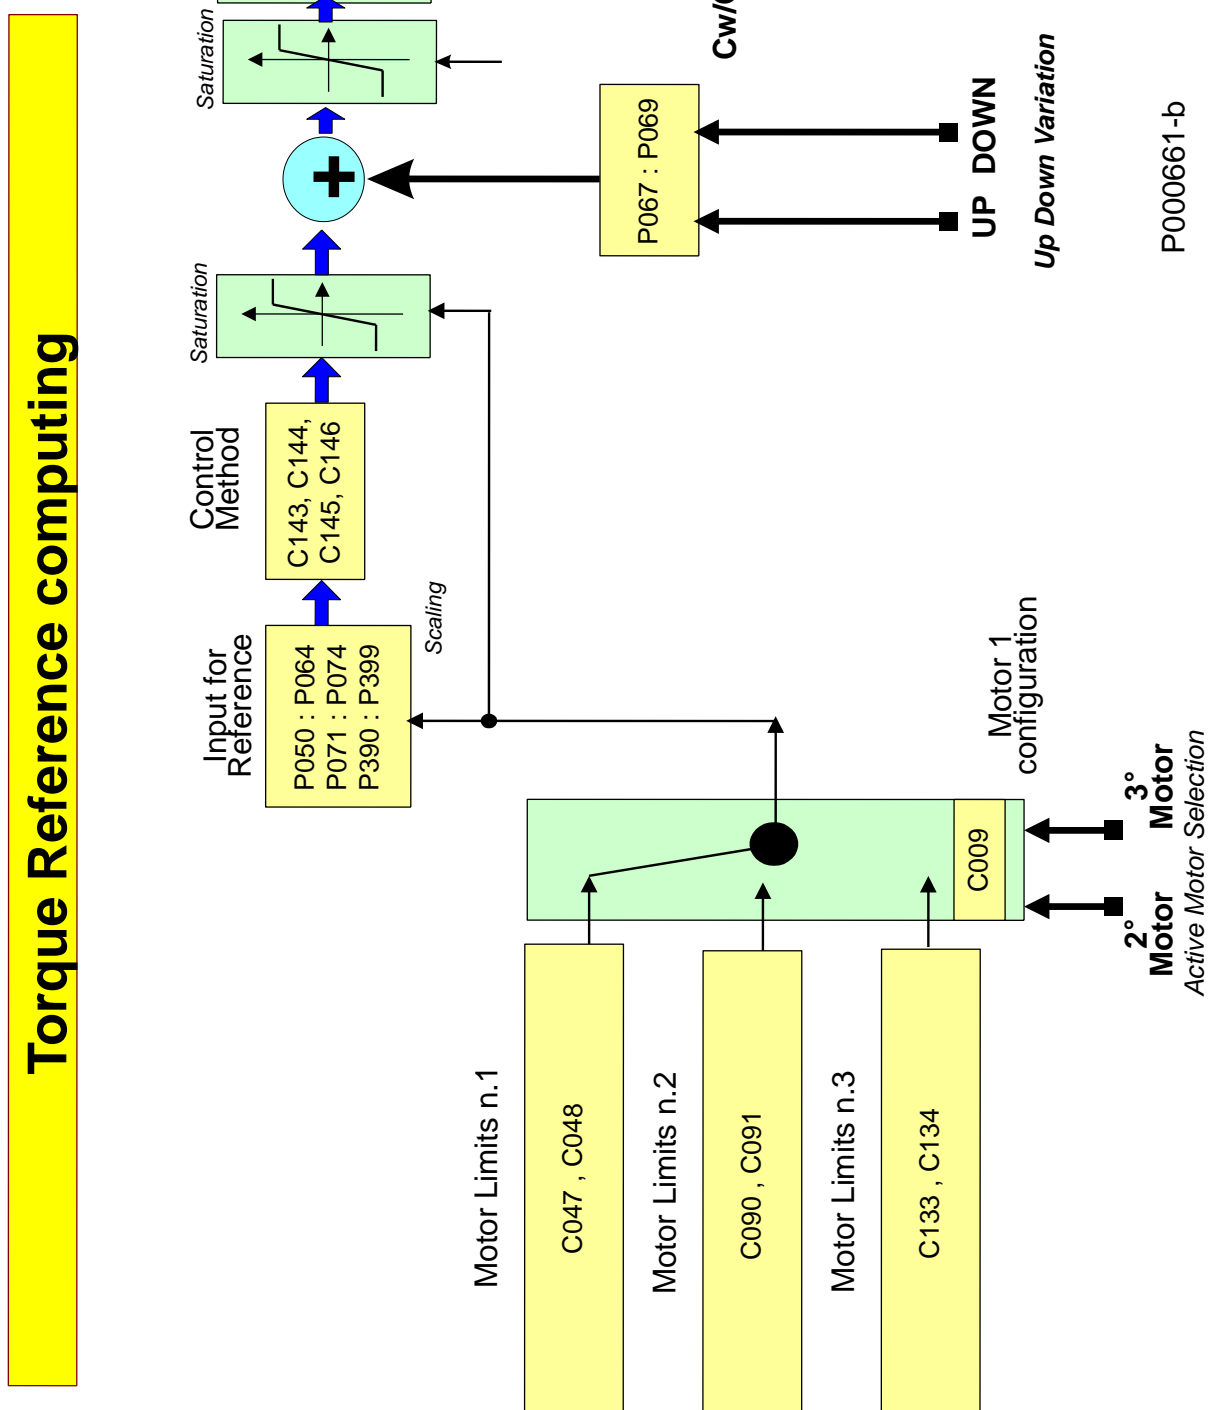 Torque Reference computing
Motor Limits n.1
C047 , C048
Motor Limits n.2
C090 , C091
Motor Limits n.3
C133 , C134
C009
2°
Motor
3°
Motor
Active Motor Selection
Motor 1
configuration
Input for
Reference
P050 : P064
P071 : P074
P390 : P399
Scaling
Control
Method
C143, C144,
C145, C146
Saturation
Saturation
+
P067 : P069
UP DOWN
Up Down Variation
P000661-b